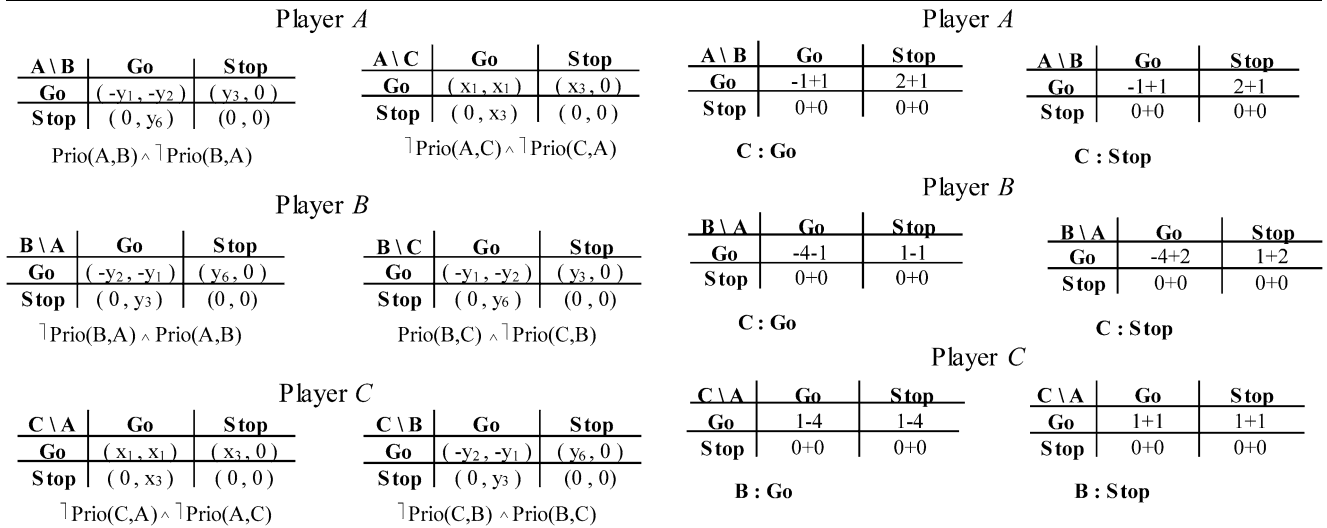 Player A
A \ B Go Stop
Go (-y₁, -y₂) (y₃, 0)
Stop (0, y₆) (0, 0)
Prio(A,B) ∧ ⏋Prio(B,A)
A \ C Go Stop
Go (x₁, x₁) (x₃, 0)
Stop (0, x₃) (0, 0)
⏋Prio(A,C) ∧ ⏋Prio(C,A)
Player B
B \ A Go Stop
Go (-y₂, -y₁) (y₆, 0)
Stop (0, y₃) (0, 0)
⏋Prio(B,A) ∧ Prio(A,B)
B \ C Go Stop
Go (-y₁, -y₂) (y₃, 0)
Stop (0, y₆) (0, 0)
Prio(B,C) ∧ ⏋Prio(C,B)
Player C
C \ A Go Stop
Go (x₁, x₁) (x₃, 0)
Stop (0, x₃) (0, 0)
⏋Prio(C,A) ∧ ⏋Prio(A,C)
C \ B Go Stop
Go (-y₂, -y₁) (y₆, 0)
Stop (0, y₃) (0, 0)
⏋Prio(C,B) ∧ Prio(B,C)
Player A
A \ B Go Stop
Go -1+1 2+1
Stop 0+0 0+0
C : Go
A \ B Go Stop
Go -1+1 2+1
Stop 0+0 0+0
C : Stop
Player B
B \ A Go Stop
Go -4-1 1-1
Stop 0+0 0+0
C : Go
B \ A Go Stop
Go -4+2 1+2
Stop 0+0 0+0
C : Stop
Player C
C \ A Go Stop
Go 1-4 1-4
Stop 0+0 0+0
B : Go
C \ A Go Stop
Go 1+1 1+1
Stop 0+0 0+0
B : Stop